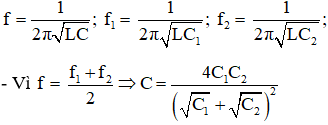 f = 1/(2π√(LC)); f₁ = 1/(2π√(LC₁)); f₂ = 1/(2π√(LC₂));
- Vì f = (f₁+f₂)/2 ⇒ C = 4C₁C₂/(√C₁ + √C₂)²